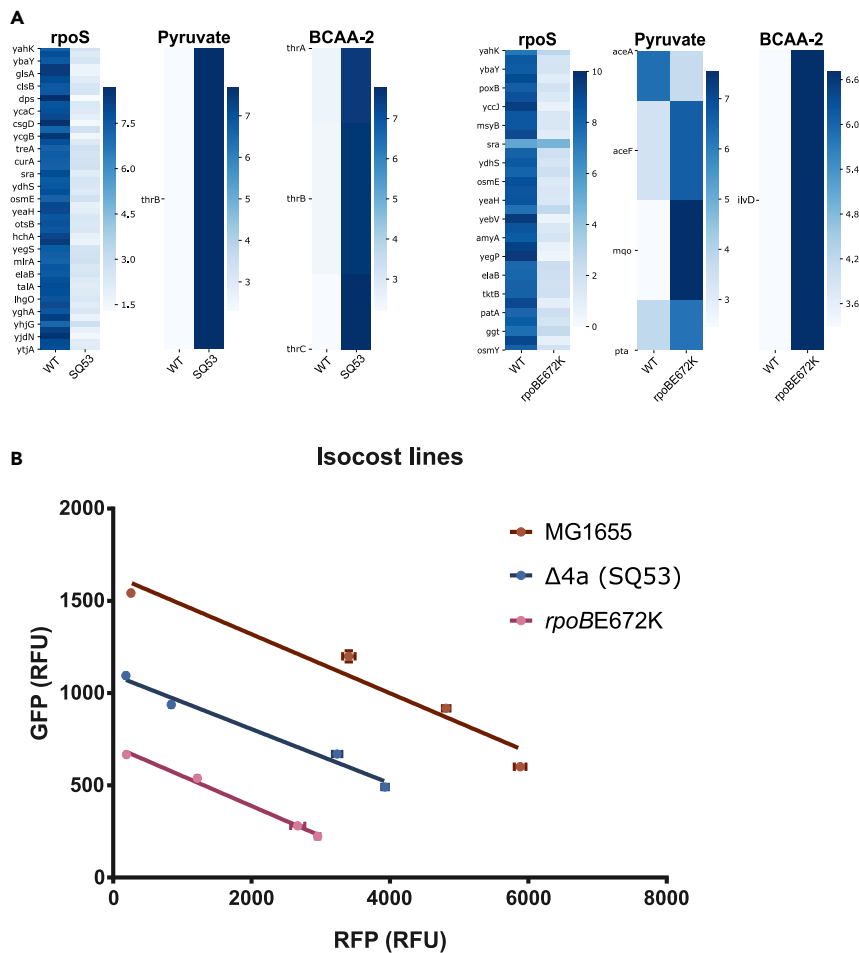 A
rpoS
Pyruvate
BCAA-2
yahK
ybaY
glsA
clsB
dps
ycaC
csgD
ycgB
treA
curA
sra
ydhS
osmE
yeaH
otsB
hchA
yegS
mlrA
elaB
talA
lhgO
yghA
yhjG
yjdN
ytjA
WT
SQ53
7.5
6.0
4.5
3.0
1.5
thrB
WT
SQ53
7
6
5
4
3
thrA
thrB
thrC
WT
SQ53
7
6
5
4
3
rpoS
Pyruvate
BCAA-2
yahK
ybaY
poxB
yccJ
msyB
sra
ydhS
osmE
yeaH
yebV
amyA
yegP
elaB
tktB
patA
ggt
osmY
WT
rpoBE672K
10
8
6
4
2
0
aceA
aceF
mqo
pta
WT
rpoBE672K
7
6
5
4
3
ilvD
WT
rpoBE672K
6.6
6.0
5.4
4.8
4.2
3.6
B
Isocost lines
GFP (RFU)
2000
1500
1000
500
0
0
2000
4000
6000
8000
RFP (RFU)
MG1655
Δ4a (SQ53)
rpoBE672K